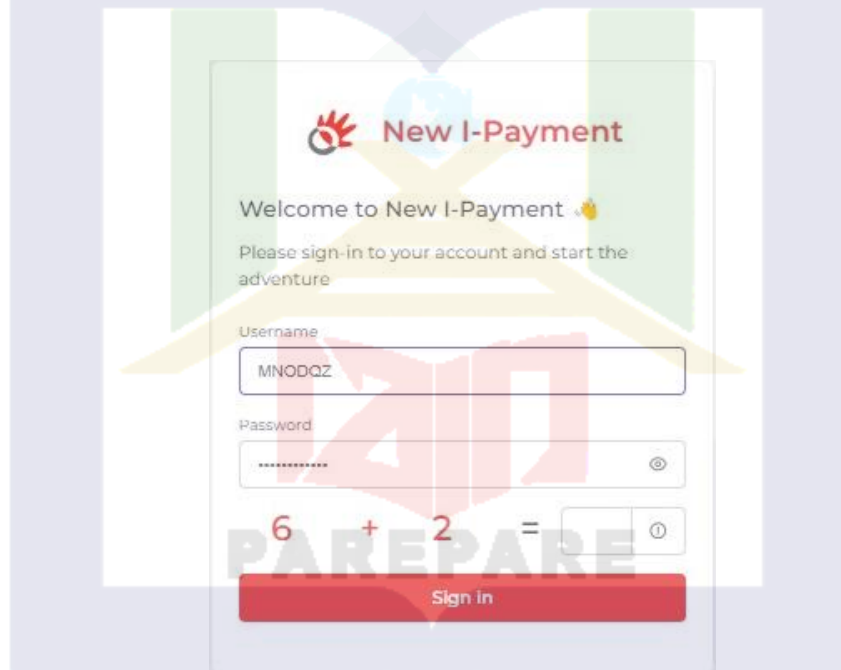 New I-Payment
Welcome to New I-Payment 👋
Please sign-in to your account and start the
adventure
Username
MNODQZ
Password
••••••••••••
6 + 2 =
PAREPARE
Sign in